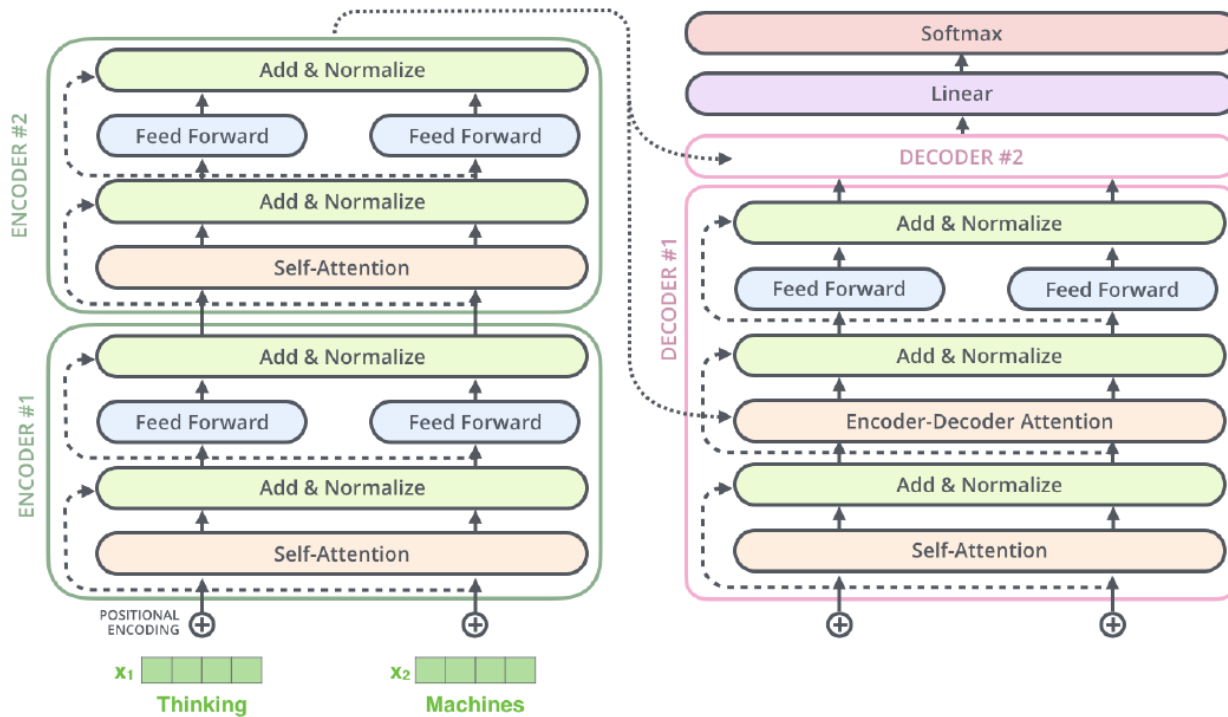 ENCODER #2
Add & Normalize
Feed Forward
Feed Forward
Add & Normalize
Self-Attention
ENCODER #1
Add & Normalize
Feed Forward
Feed Forward
Add & Normalize
Self-Attention
POSITIONAL
ENCODING
x₁
x₂
Thinking
Machines
Softmax
Linear
DECODER #2
DECODER #1
Add & Normalize
Feed Forward
Feed Forward
Add & Normalize
Encoder-Decoder Attention
Add & Normalize
Self-Attention